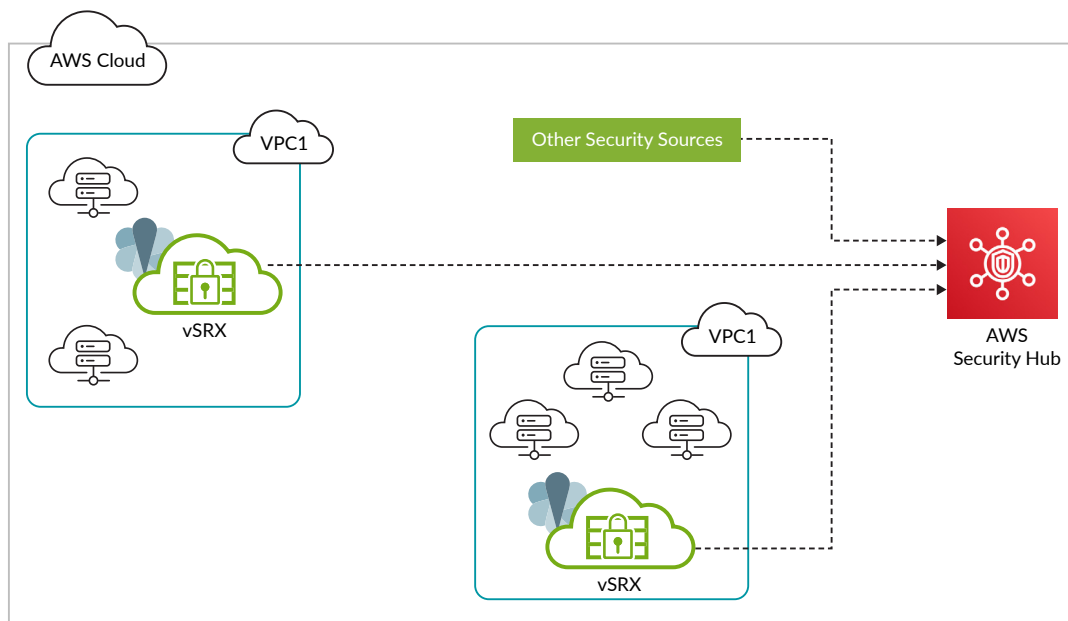 AWS Cloud
VPC1
Other Security Sources
vSRX
VPC1
AWS
Security Hub
vSRX